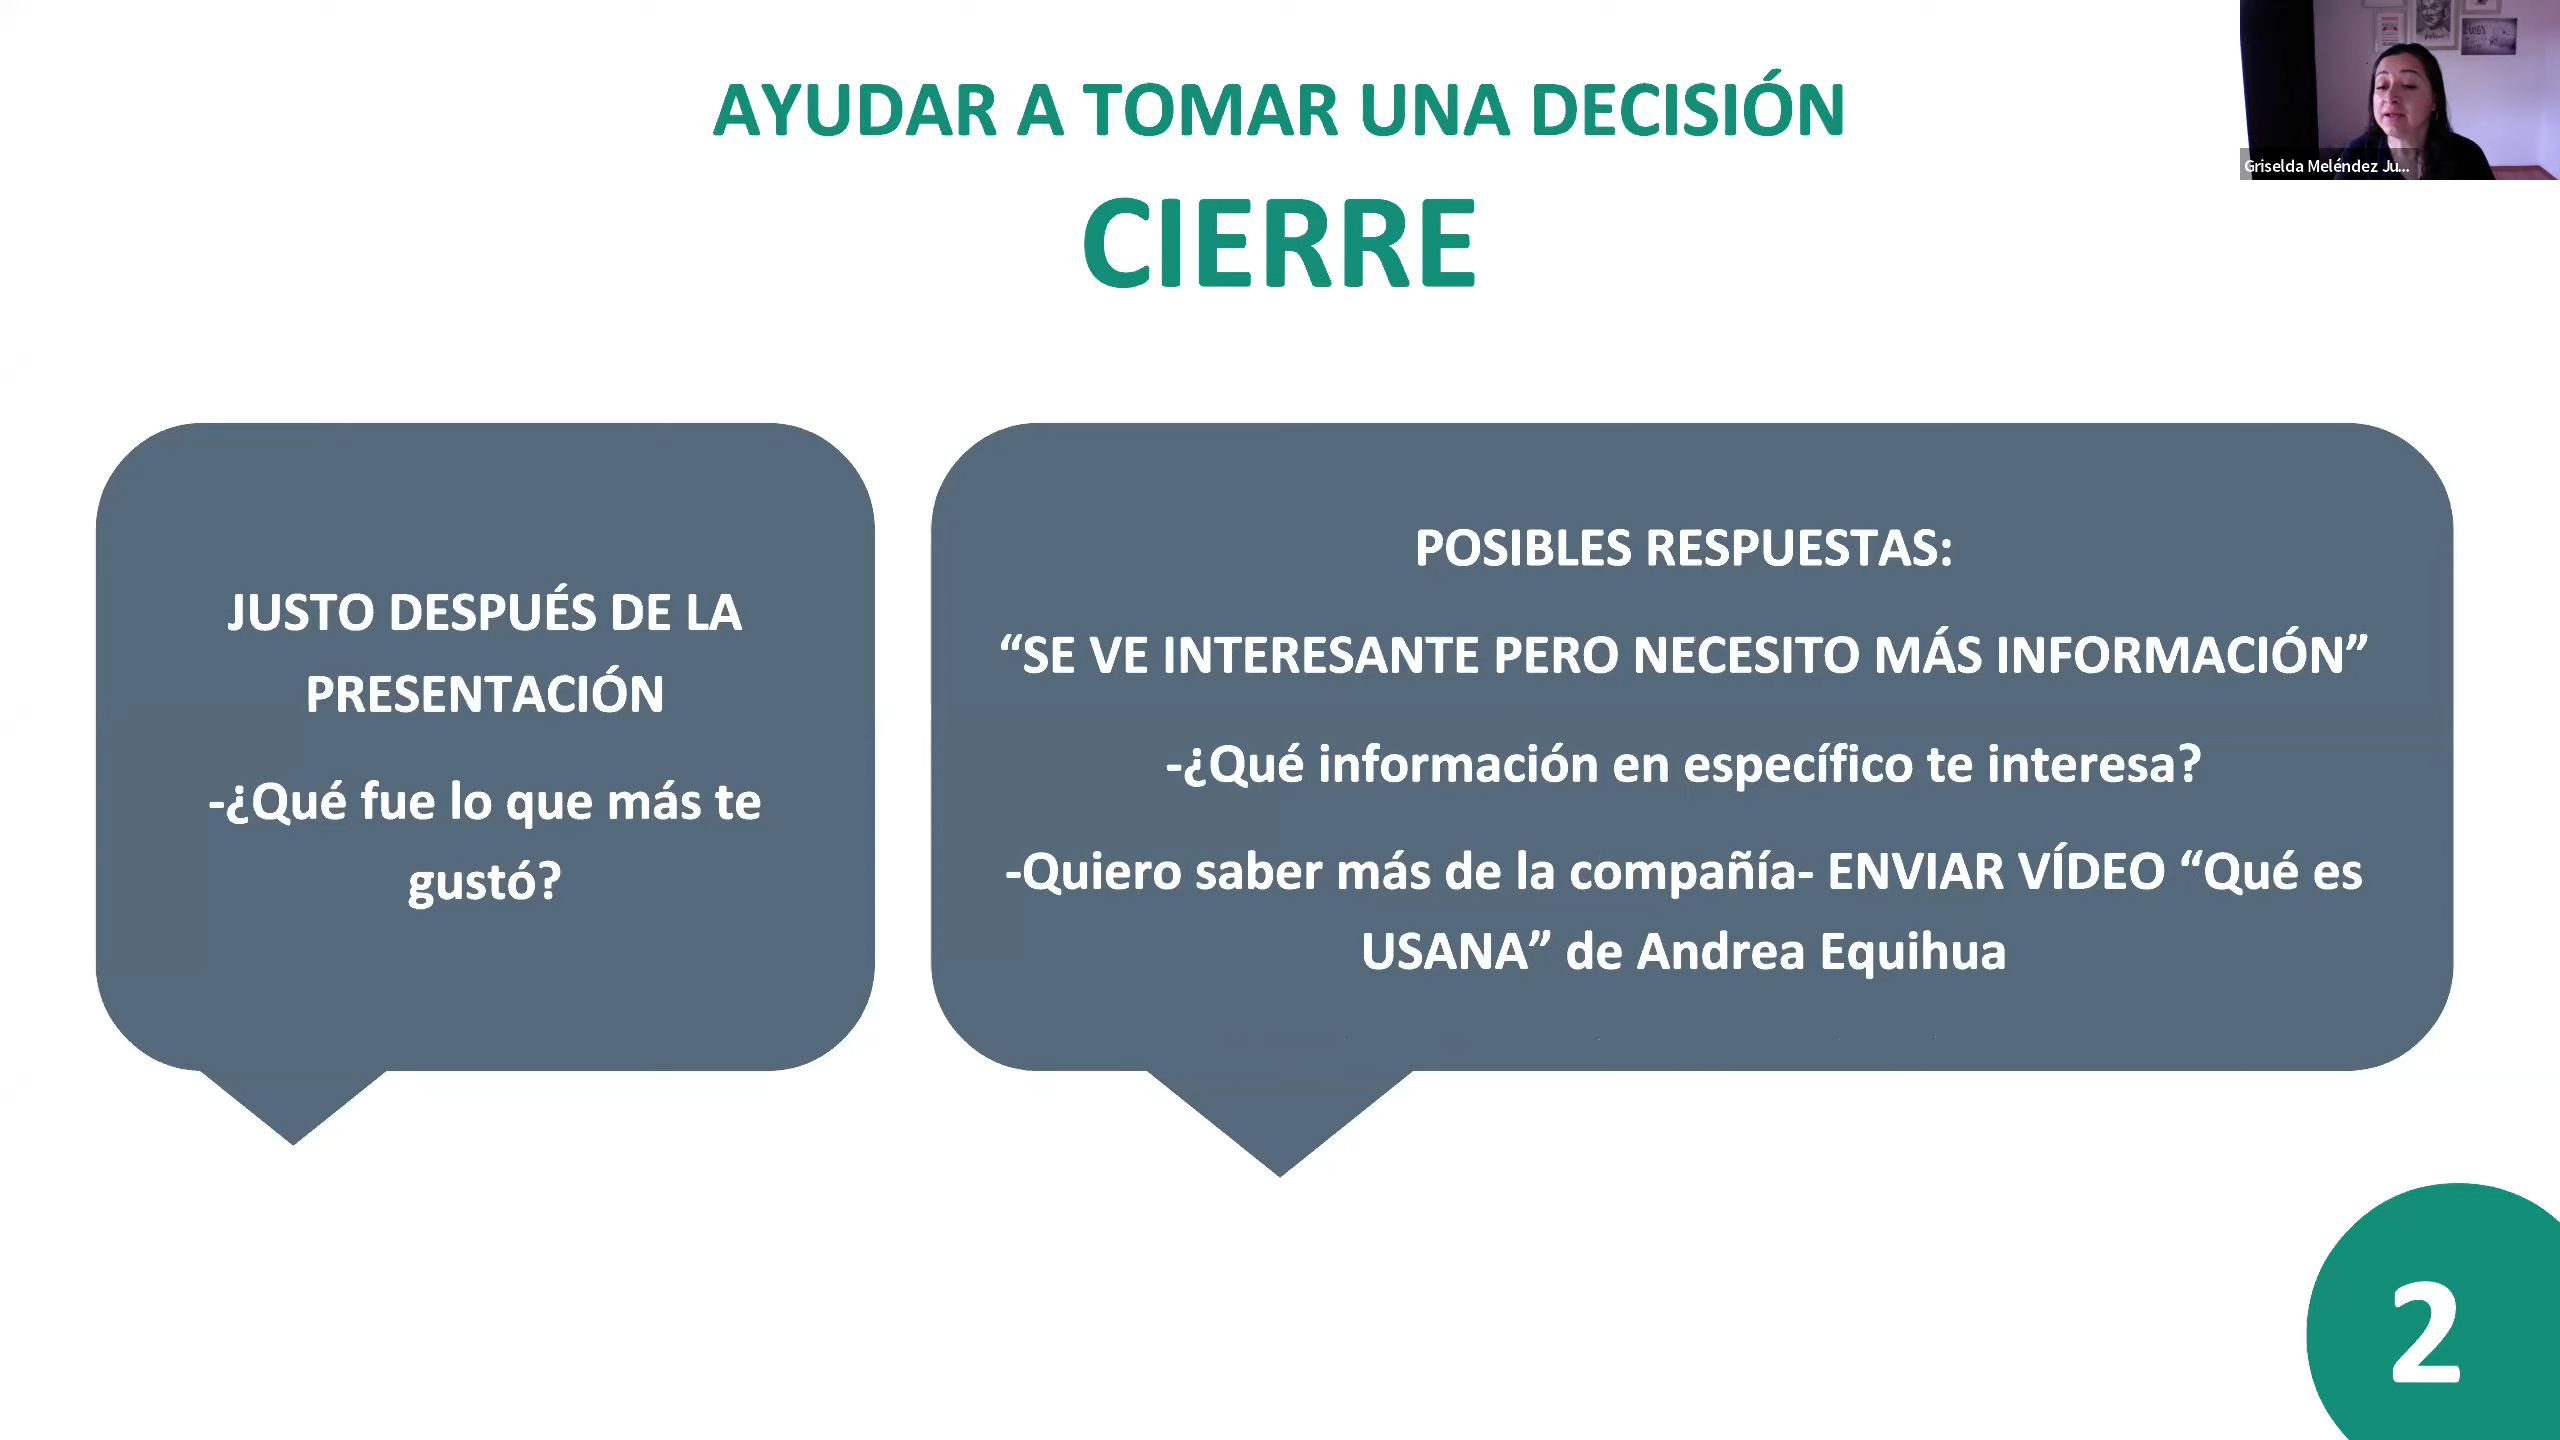 AYUDAR A TOMAR UNA DECISIÓN
CIERRE
Griselda Meléndez Ju...
JUSTO DESPUÉS DE LA
PRESENTACIÓN
-¿Qué fue lo que más te
gustó?
POSIBLES RESPUESTAS:
“SE VE INTERESANTE PERO NECESITO MÁS INFORMACIÓN”
-¿Qué información en específico te interesa?
-Quiero saber más de la compañía- ENVIAR VÍDEO “Qué es
USANA” de Andrea Equihua
2